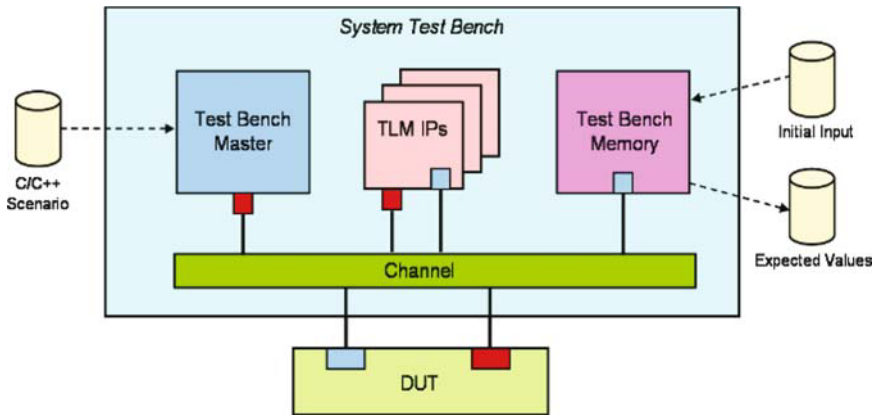 System Test Bench
Test Bench
Master
TLM IPs
Test Bench
Memory
C/C++
Scenario
Initial Input
Expected Values
Channel
DUT